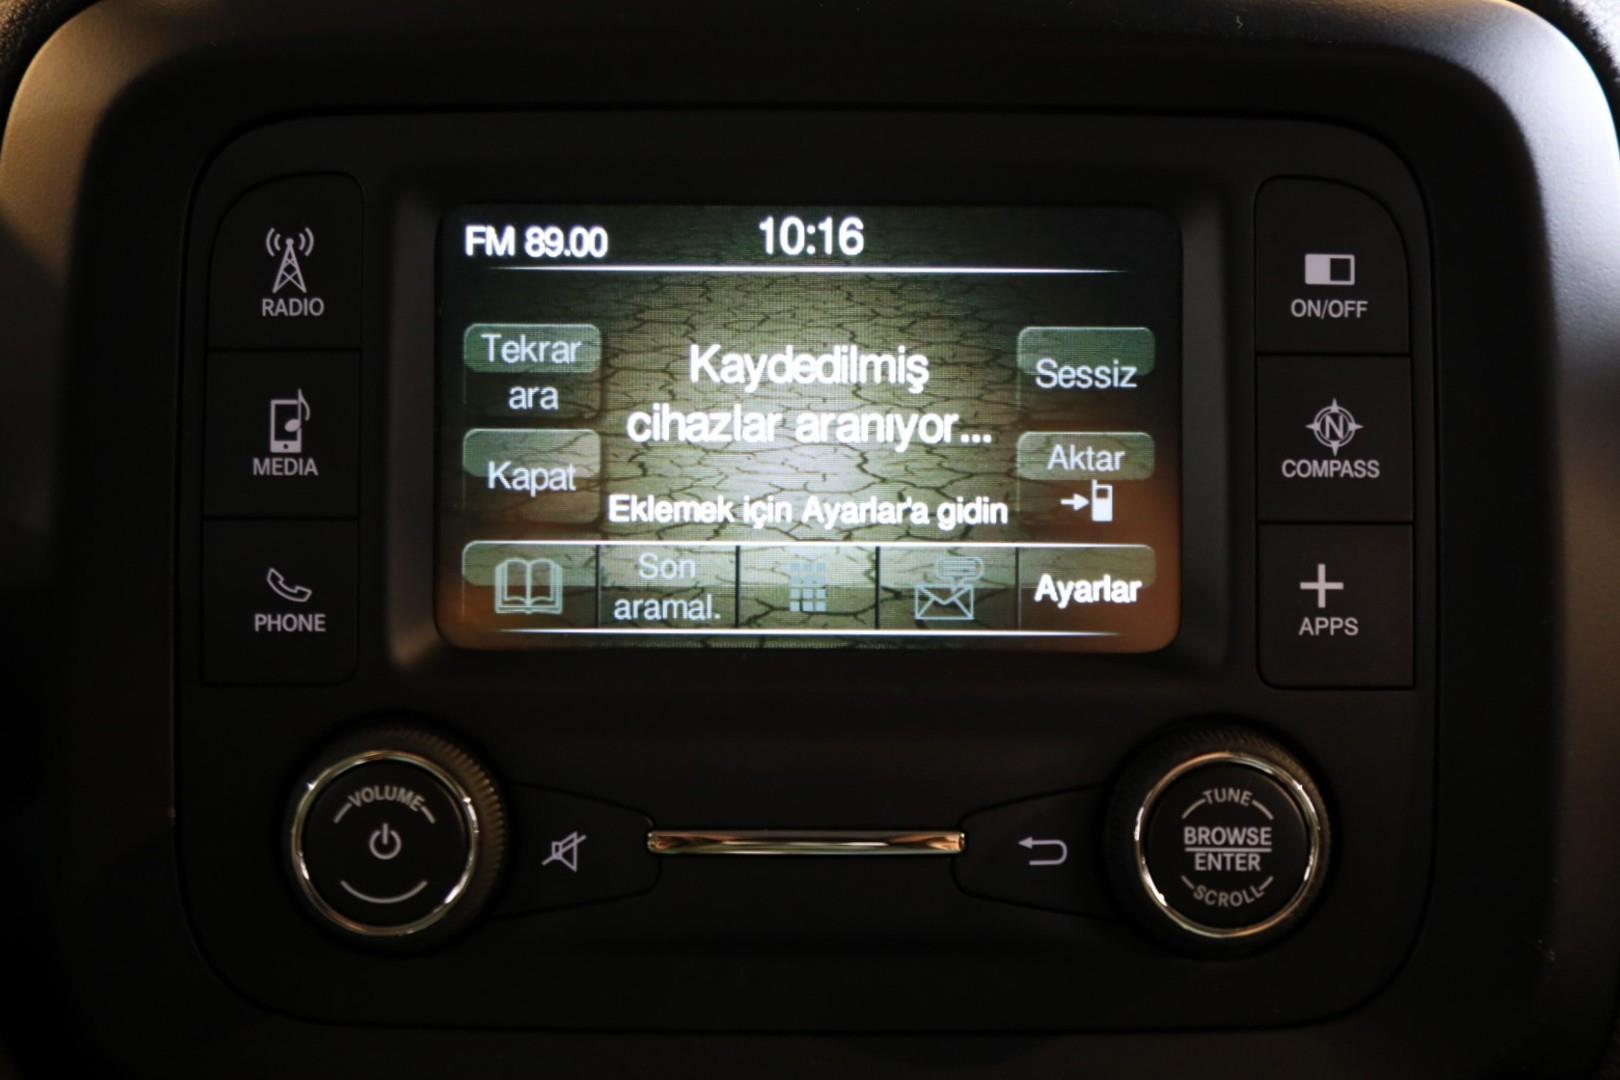 FM 89.00
10:16
RADIO
ON/OFF
Tekrar
ara
Kaydedilmiş
cihazlar aranıyor...
Sessiz
MEDIA
Kapat
Aktar
COMPASS
Eklemek için Ayarlar'a gidin
PHONE
Son
aramal.
Ayarlar
APPS
VOLUME
TUNE
BROWSE
ENTER
SCROLL
N